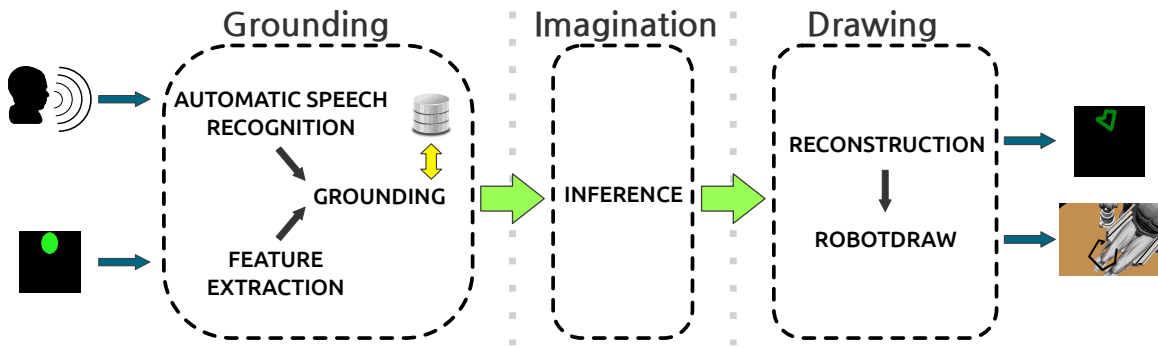 Grounding
Imagination
Drawing
AUTOMATIC SPEECH
RECOGNITION
GROUNDING
FEATURE
EXTRACTION
INFERENCE
RECONSTRUCTION
ROBOTDRAW